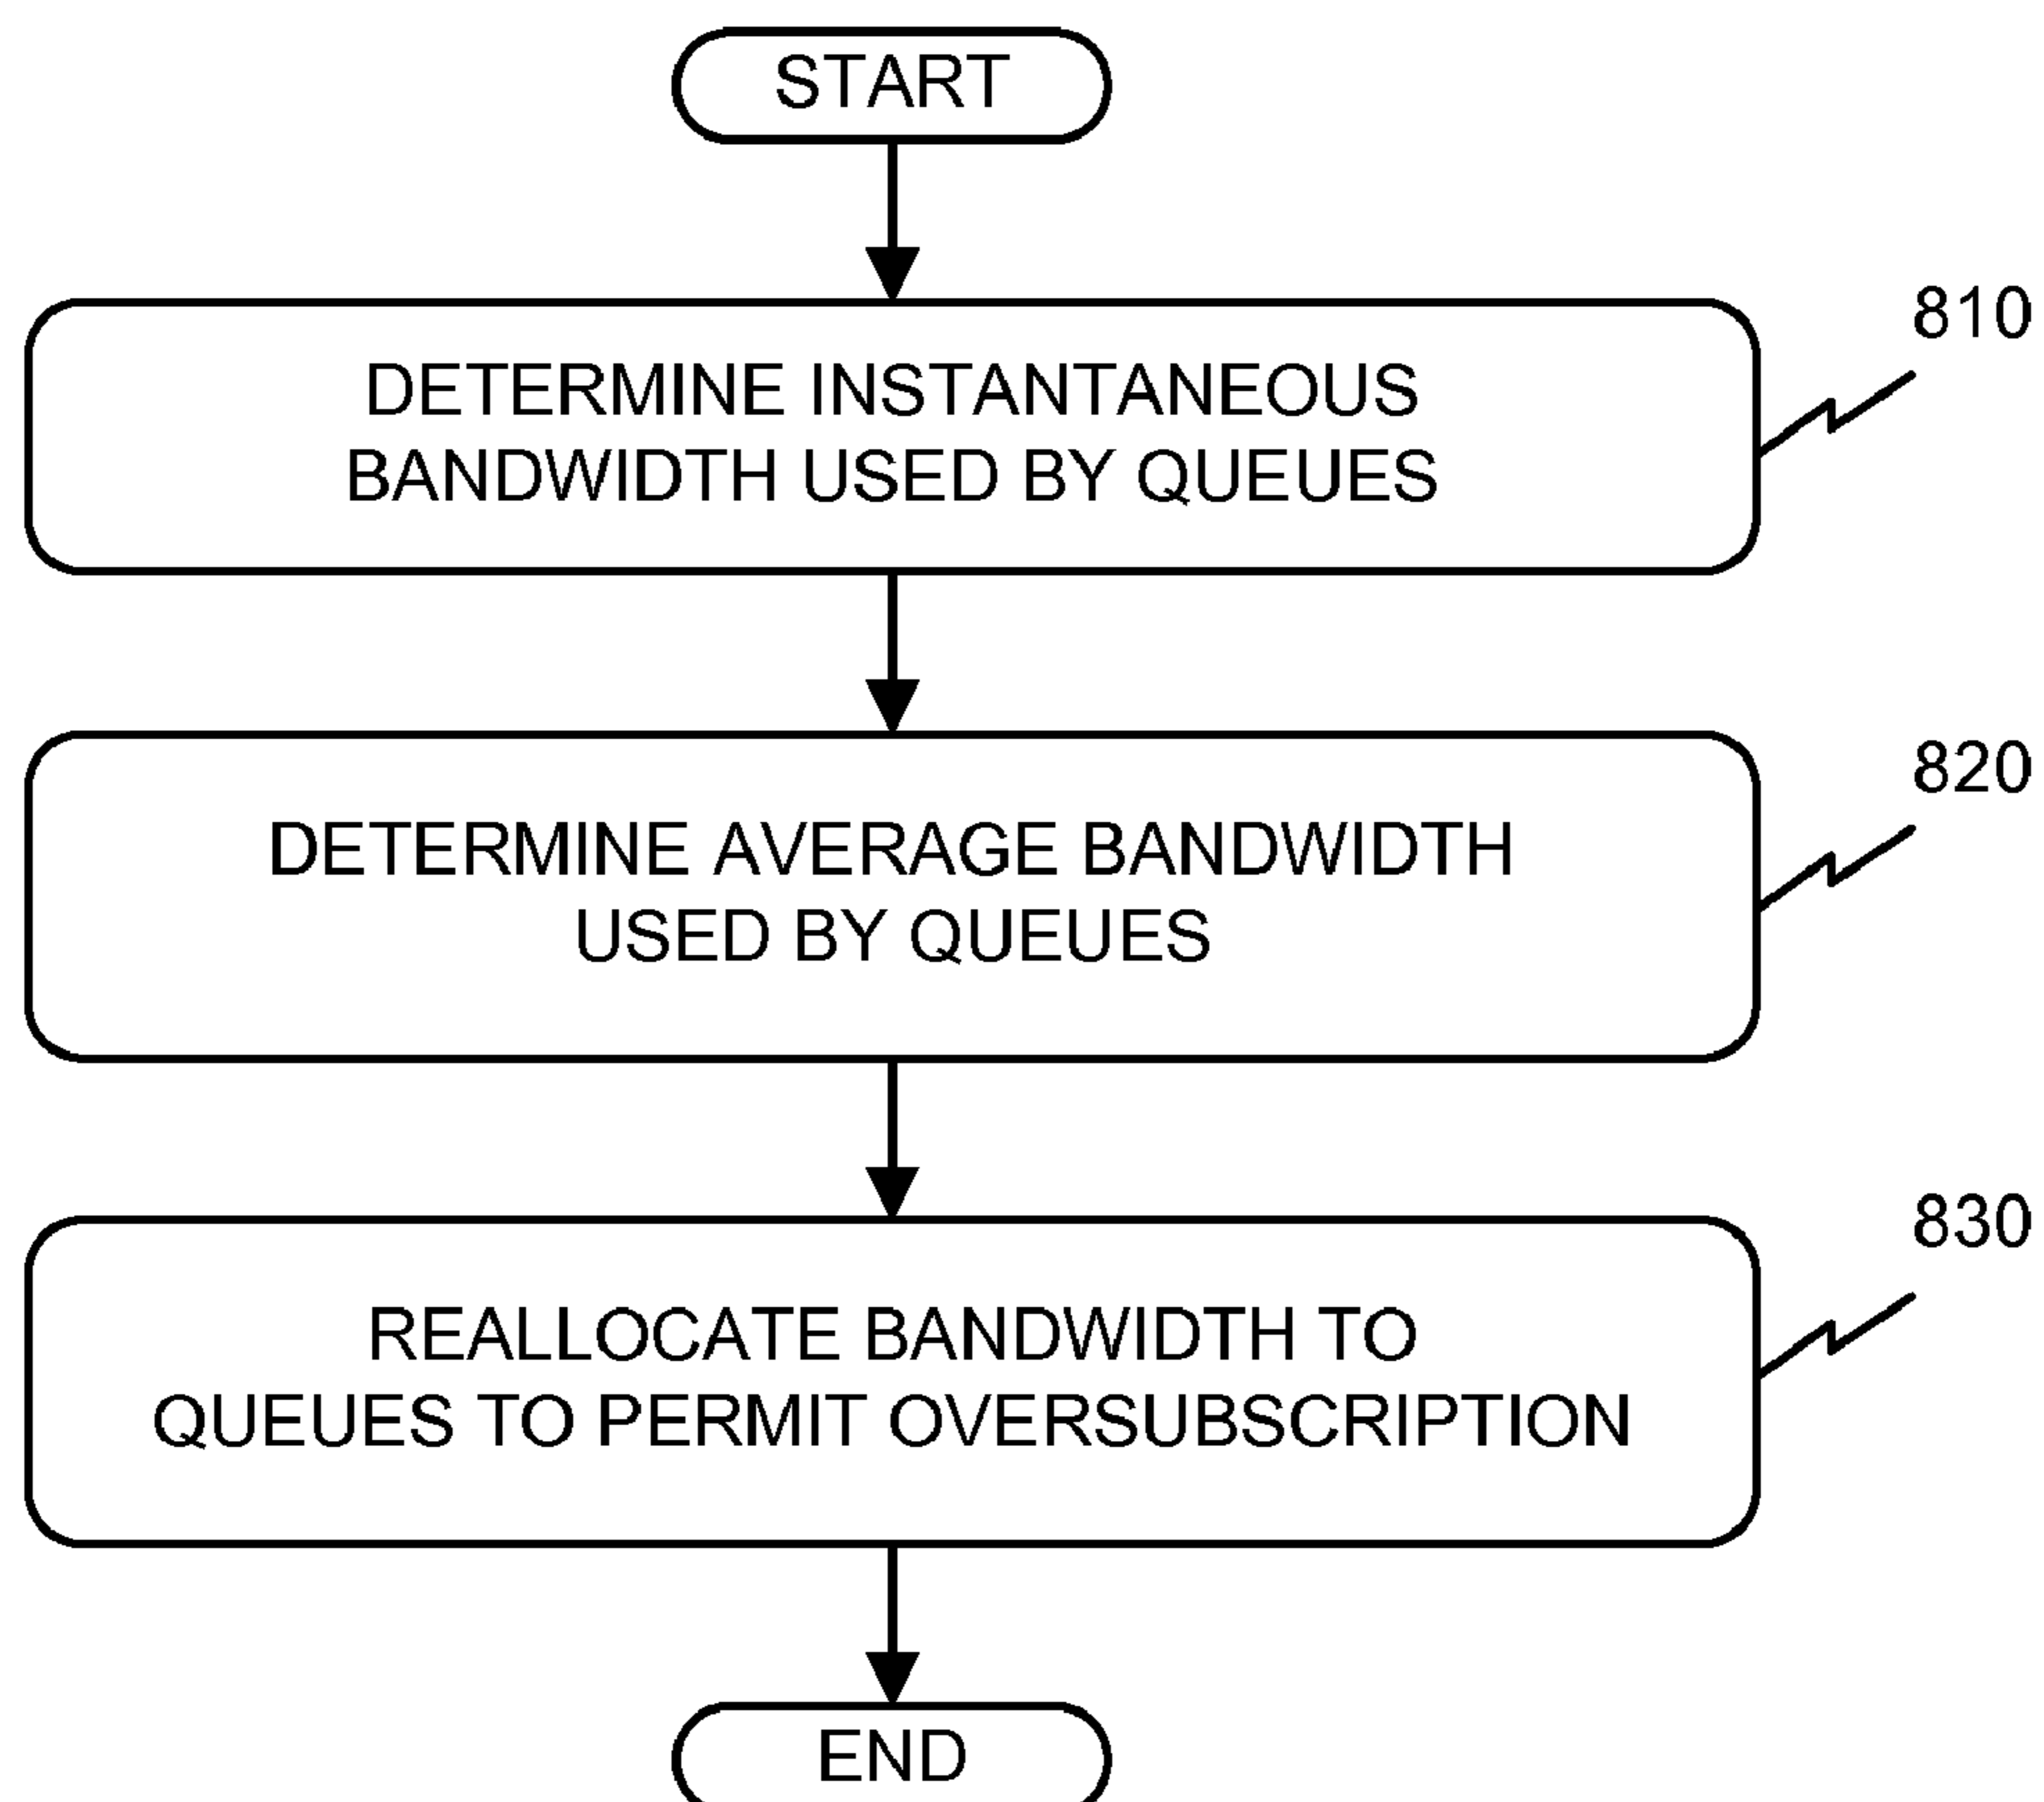 START
810
DETERMINE INSTANTANEOUS
BANDWIDTH USED BY QUEUES
820
DETERMINE AVERAGE BANDWIDTH
USED BY QUEUES
830
REALLOCATE BANDWIDTH TO
QUEUES TO PERMIT OVERSUBSCRIPTION
END